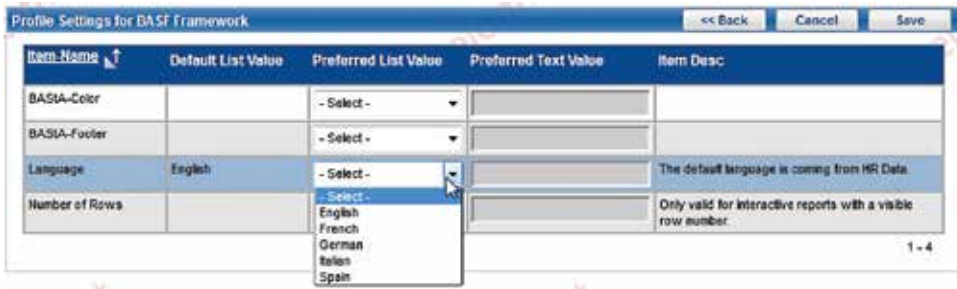 Profile Settings for BASF Framework << Back Cancel Save
Item Name Default List Value Preferred List Value Preferred Text Value Item Desc
BAStA-Color - Select -
BAStA-Footer - Select -
Language English - Select - The default language is coming from HR Data.
- Select -
Number of Rows Only valid for interactive reports with a visible
row number.
English
French
German
Italien
Spain
1 - 4